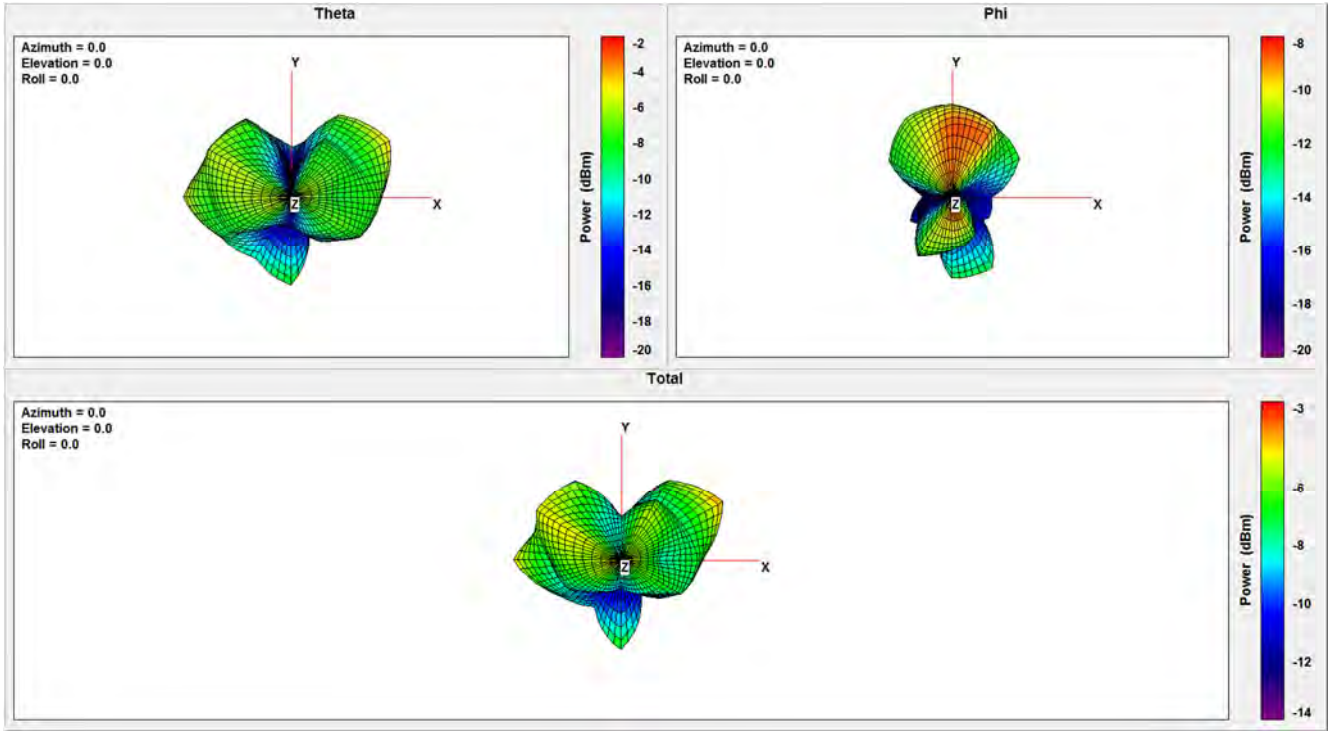 Theta
Azimuth = 0.0
Elevation = 0.0
Roll = 0.0
Y
X
Z
Power (dBm)
-2
-4
-6
-8
-10
-12
-14
-16
-18
-20
Phi
Azimuth = 0.0
Elevation = 0.0
Roll = 0.0
Y
X
Z
Power (dBm)
-8
-10
-12
-14
-16
-18
-20
Total
Azimuth = 0.0
Elevation = 0.0
Roll = 0.0
Y
X
Z
Power (dBm)
-3
-6
-8
-10
-12
-14